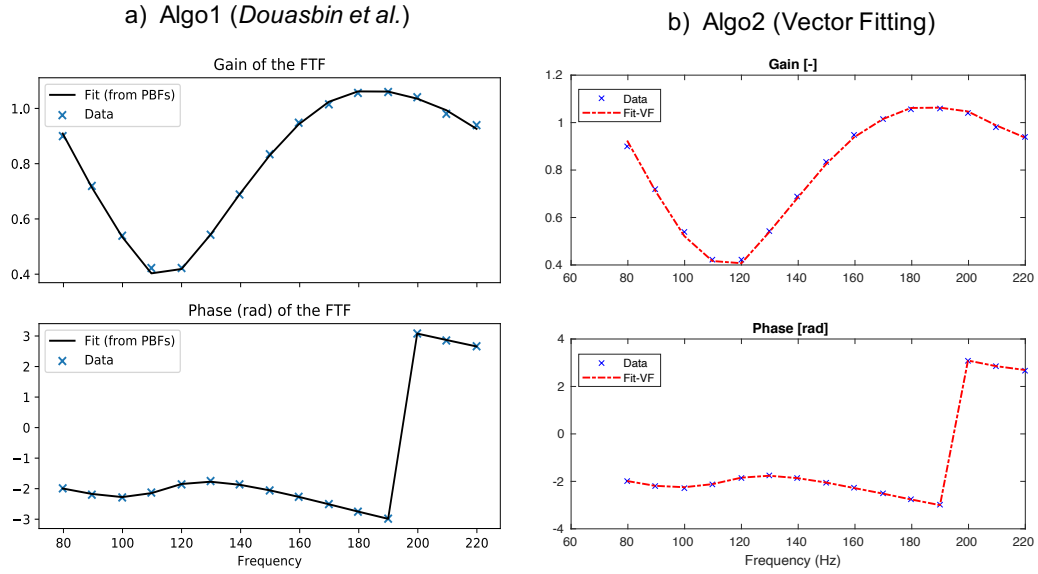 a) Algo1 (Douasbin et al.)
Gain of the FTF
Fit (from PBFs)
Data
1.0
0.8
0.6
0.4
Phase (rad) of the FTF
Fit (from PBFs)
Data
3
2
1
0
−1
−2
−3
80 100 120 140 160 180 200 220
Frequency
b) Algo2 (Vector Fitting)
Gain [-]
Data
Fit-VF
1.2
1
0.8
0.6
0.4
60 80 100 120 140 160 180 200 220
Phase [rad]
Data
Fit-VF
4
2
0
-2
-4
60 80 100 120 140 160 180 200 220
Frequency (Hz)